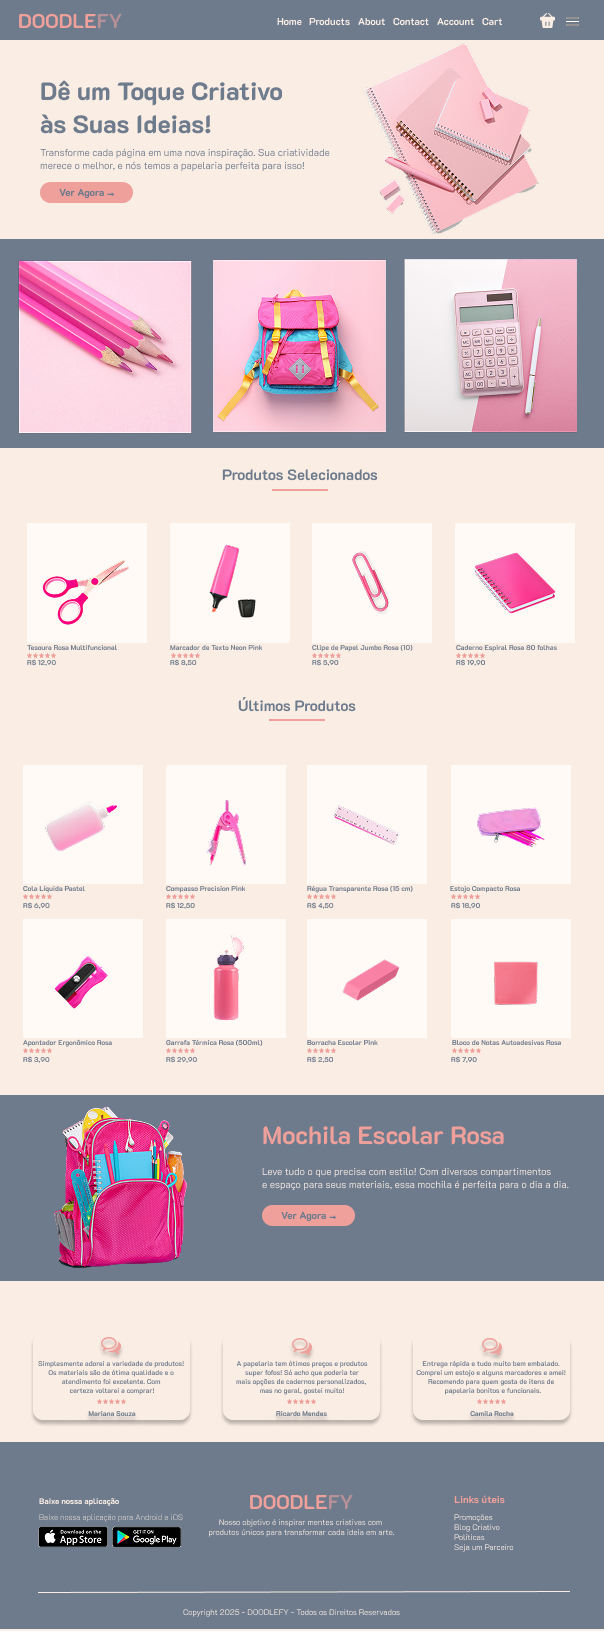 DOODLEFY
Home Products About Contact Account Cart
Dê um Toque Criativo
às Suas Ideias!
Transforme cada página em uma nova inspiração. Sua criatividade
merece o melhor, e nós temos a papelaria perfeita para isso!
Ver Agora →
Produtos Selecionados
Tesoura Rosa Multifuncional
R$ 12,90
Marcador de Texto Neon Pink
R$ 8,50
Clipe de Papel Jumbo Rosa (10)
R$ 5,90
Caderno Espiral Rosa 80 folhas
R$ 19,90
Últimos Produtos
Cola Líquida Pastel
R$ 6,90
Compasso Precision Pink
R$ 12,50
Régua Transparente Rosa (15 cm)
R$ 4,50
Estojo Compacto Rosa
R$ 18,90
Apontador Ergonômico Rosa
R$ 3,90
Garrafa Térmica Rosa (500ml)
R$ 29,90
Borracha Escolar Pink
R$ 2,50
Bloco de Notas Autoadesivas Rosa
R$ 7,90
Mochila Escolar Rosa
Leve tudo o que precisa com estilo! Com diversos compartimentos
e espaço para seus materiais, essa mochila é perfeita para o dia a dia.
Ver Agora →
Simplesmente adorei a variedade de produtos!
Os materiais são de ótima qualidade e o
atendimento foi excelente. Com
certeza voltarei a comprar!
Mariana Souza
A papelaria tem ótimos preços e produtos
super fofos! Só acho que poderia ter
mais opções de cadernos personalizados,
mas no geral, gostei muito!
Ricardo Mendes
Entrega rápida e tudo muito bem embalado.
Comprei um estojo e alguns marcadores e amei!
Recomendo para quem gosta de itens de
papelaria bonitos e funcionais.
Camila Rocha
Baixe nossa aplicação
Baixe nossa aplicação para Android e iOS
Download on the
App Store
GET IT ON
Google Play
DOODLEFY
Nosso objetivo é inspirar mentes criativas com
produtos únicos para transformar cada ideia em arte.
Links úteis
Promoções
Blog Criativo
Políticas
Seja um Parceiro
Copyright 2025 - DOODLEFY - Todos os Direitos Reservados